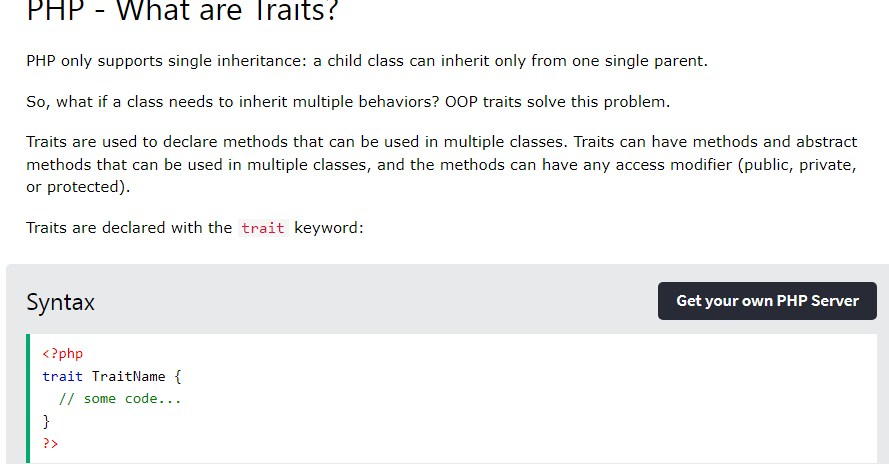 PHP - What are Traits?
PHP only supports single inheritance: a child class can inherit only from one single parent.
So, what if a class needs to inherit multiple behaviors? OOP traits solve this problem.
Traits are used to declare methods that can be used in multiple classes. Traits can have methods and abstract
methods that can be used in multiple classes, and the methods can have any access modifier (public, private,
or protected).
Traits are declared with the trait keyword:
Syntax
Get your own PHP Server
<?php
trait TraitName {
  // some code...
}
?>